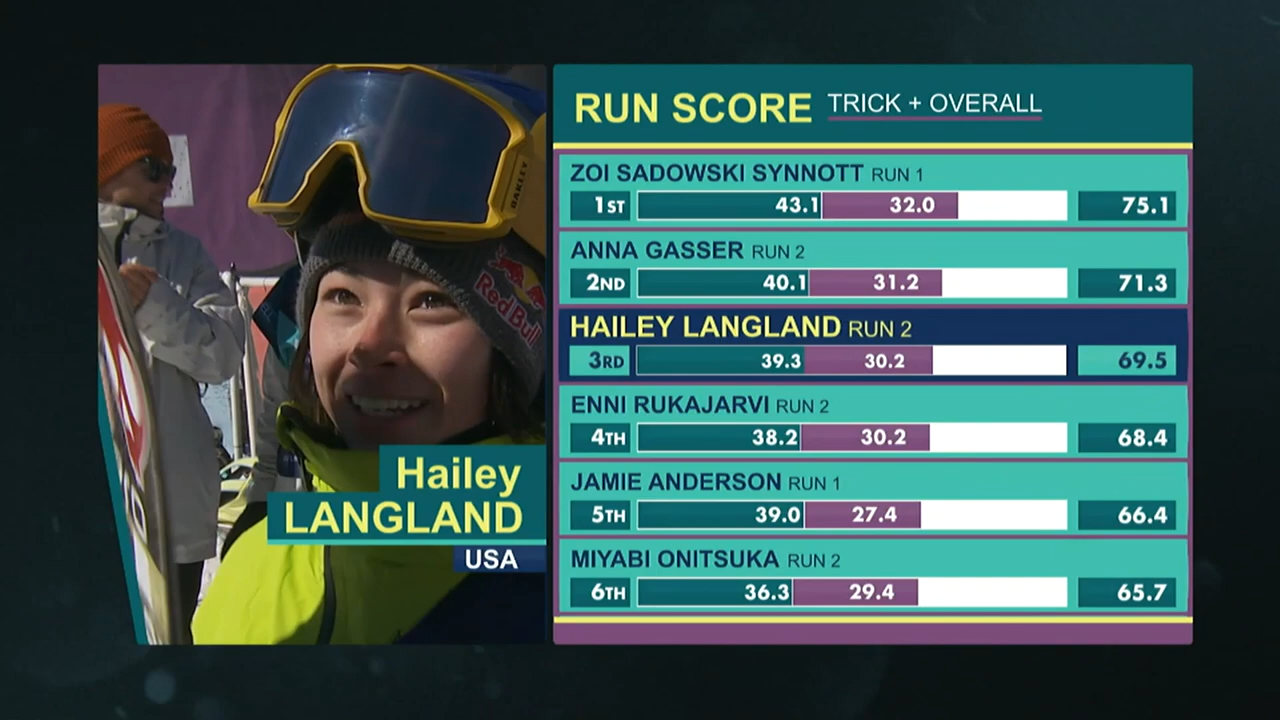 OAKLEY
Red Bull
Hailey
LANGLAND
USA
RUN SCORE TRICK + OVERALL
ZOI SADOWSKI SYNNOTT RUN 1
1ST 43.1 32.0 75.1
ANNA GASSER RUN 2
2ND 40.1 31.2 71.3
HAILEY LANGLAND RUN 2
3RD 39.3 30.2 69.5
ENNI RUKAJARVI RUN 2
4TH 38.2 30.2 68.4
JAMIE ANDERSON RUN 1
5TH 39.0 27.4 66.4
MIYABI ONITSUKA RUN 2
6TH 36.3 29.4 65.7